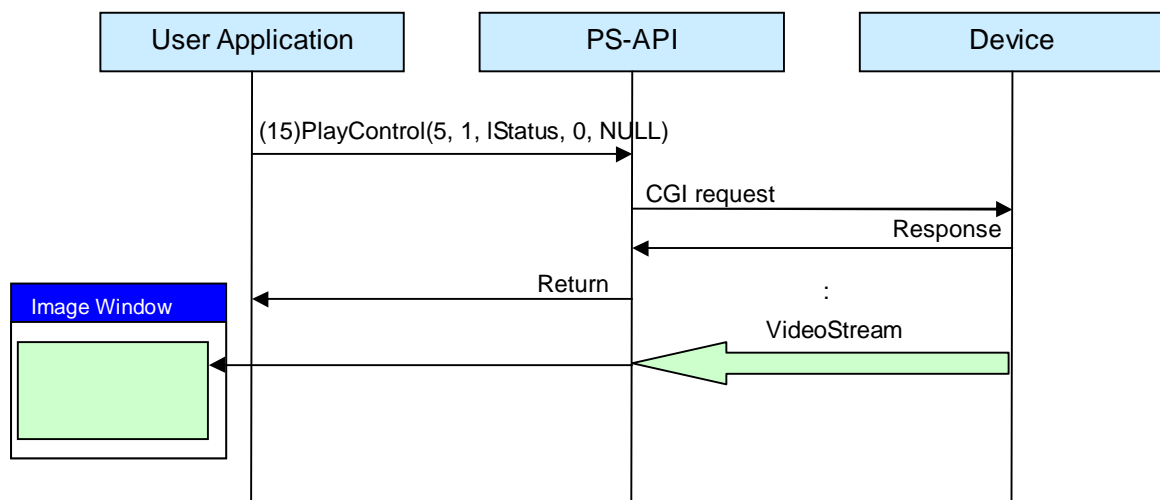 User Application
PS-API
Device
(15)PlayControl(5, 1, lStatus, 0, NULL)
CGI request
Response
Return
:
Image Window
VideoStream